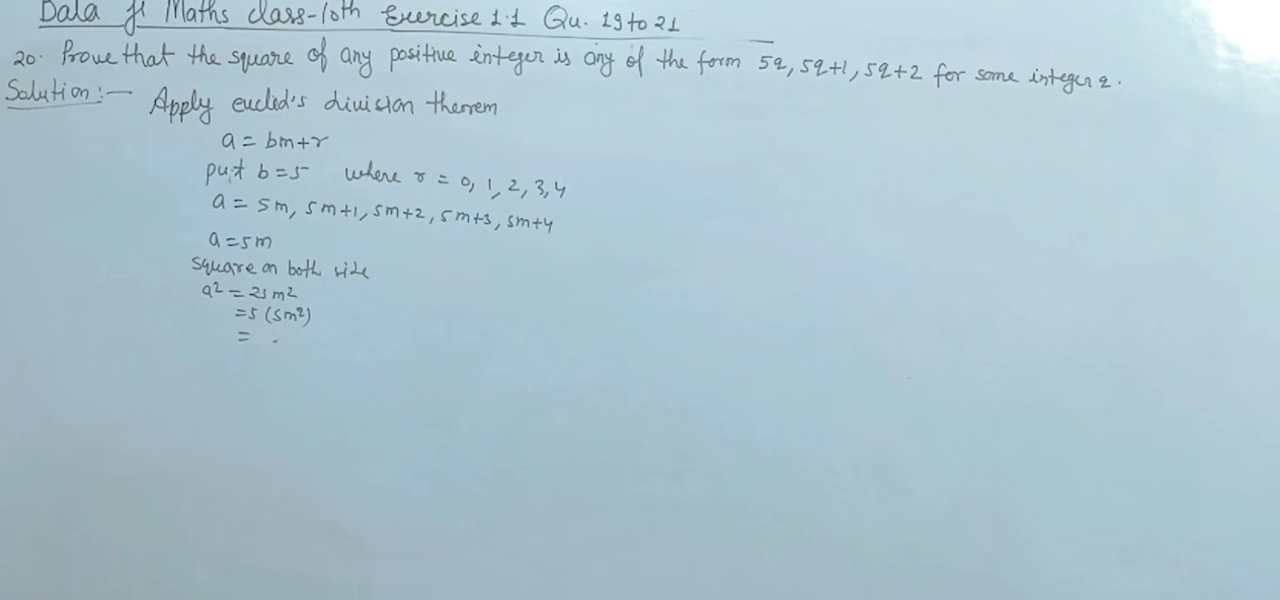 Data ji Maths class-10th Exercise 1.1 Qu. 19 to 21
20. Prove that the square of any positive integer is any of the form 5q, 5q+1, 5q+2 for some integer q.
Solution:- Apply eucled's division theorem
a = bm+r
put b=5 where r = 0, 1, 2, 3, 4
a = 5m, 5m+1, 5m+2, 5m+3, 5m+4
a=5m
Square on both side
a² = 25m²
=5(5m²)
=